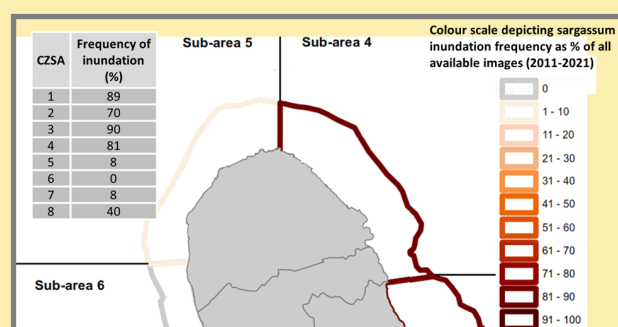 CZSA Frequency of inundation (%)
1 89
2 70
3 90
4 81
5 8
6 0
7 8
8 40
Sub-area 5
Sub-area 4
Sub-area 6
Colour scale depicting sargassum
inundation frequency as % of all
available images (2011-2021)
0
1 - 10
11 - 20
21 - 30
31 - 40
41 - 50
51 - 60
61 - 70
71 - 80
81 - 90
91 - 100